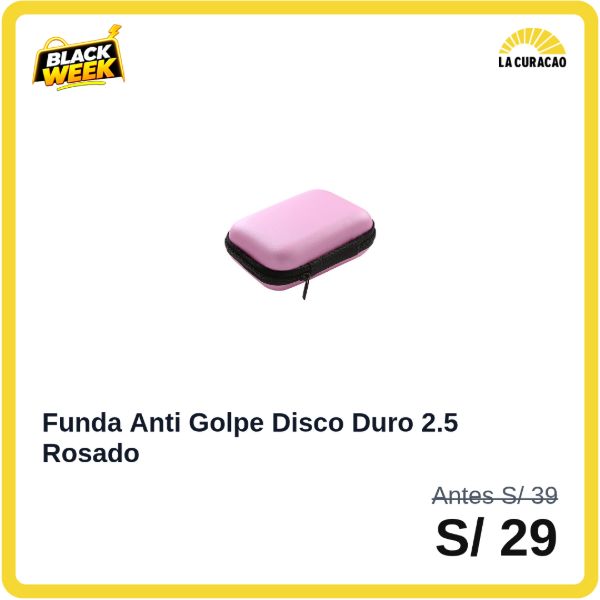 BLACK
WEEK
LA CURACAO
Funda Anti Golpe Disco Duro 2.5
Rosado
Antes S/ 39
S/ 29